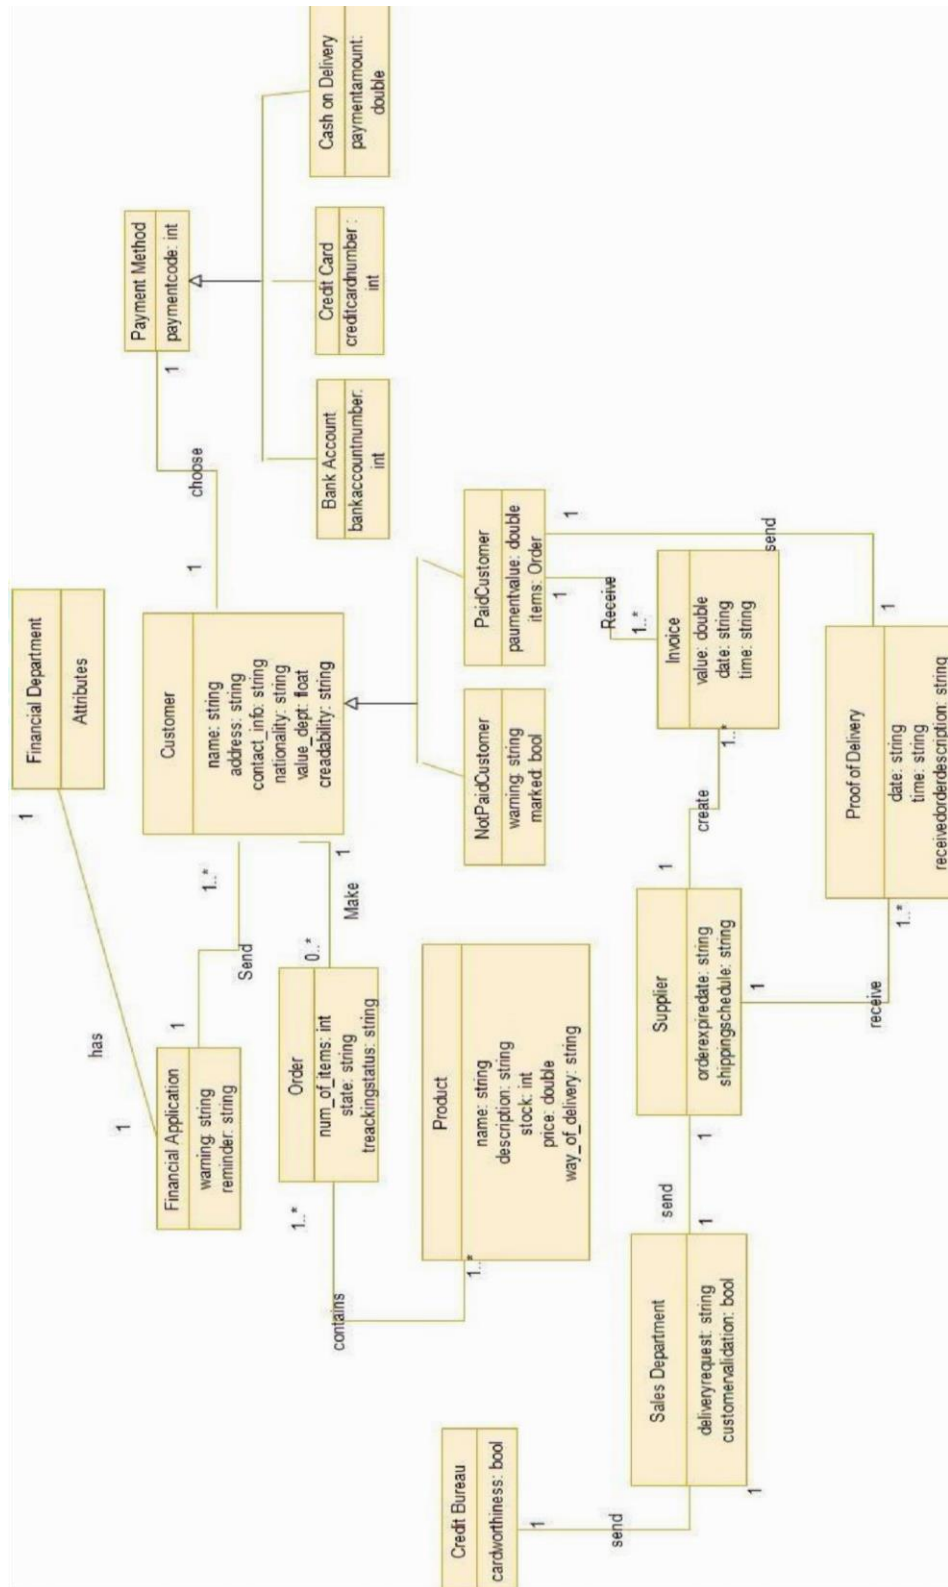 Financial Department
Attributes
1
has
1
Financial Application
warning: string
reminder: string
1
Send
1..*
Customer
name: string
address: string
contact_info: string
nationality: string
value_dept: float
creadability: string
1
choose
1
Payment Method
paymentcode: int
Bank Account
bankaccountnumber:
int
Credit Card
creditcardnumber :
int
Cash on Delivery
paymentamount:
double
1
Make
0..*
Order
num_of_items: int
state: string
treackingstatus: string
1..*
contains
1..*
Product
name: string
description: string
stock: int
price: double
way_of_delivery: string
NotPaidCustomer
warning: string
marked: bool
PaidCustomer
paumentvalue: double
items: Order
1
Receive
1..*
1
send
1
Invoice
value: double
date: string
time: string
1..*
create
1
Supplier
orderexpiredate: string
shippingschedule: string
1
receive
1..*
Proof of Delivery
date: string
time: string
receivedorderdescription: string
1
send
1
Sales Department
deliveryrequest: string
customervalidation: bool
1
send
1
Credit Bureau
cardworthiness: bool